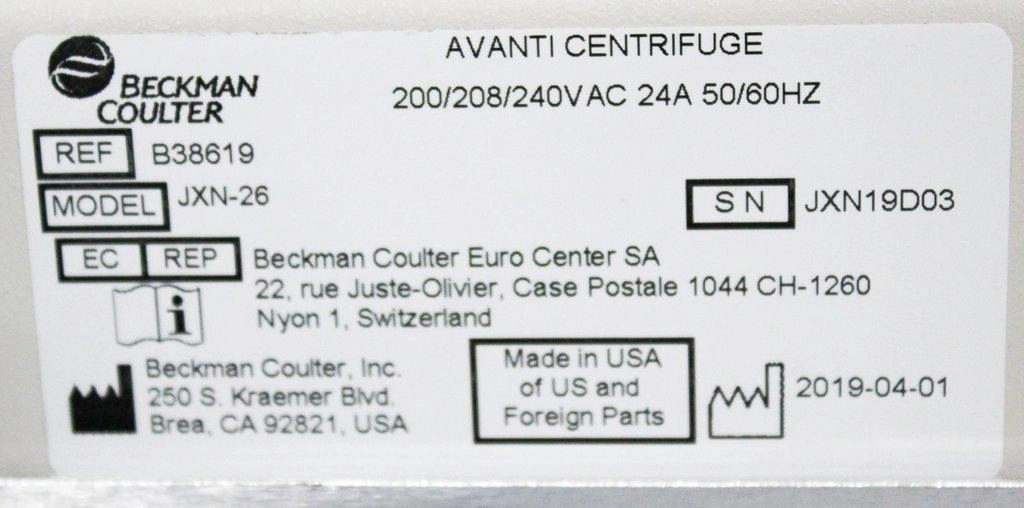 AVANTI CENTRIFUGE
BECKMAN
COULTER
200/208/240VAC 24A 50/60HZ
REF B38619
MODEL JXN-26
SN JXN19D03
EC REP Beckman Coulter Euro Center SA
22, rue Juste-Olivier, Case Postale 1044 CH-1260
Nyon 1, Switzerland
i
Beckman Coulter, Inc.
250 S. Kraemer Blvd.
Brea, CA 92821, USA
Made in USA
of US and
Foreign Parts
2019-04-01